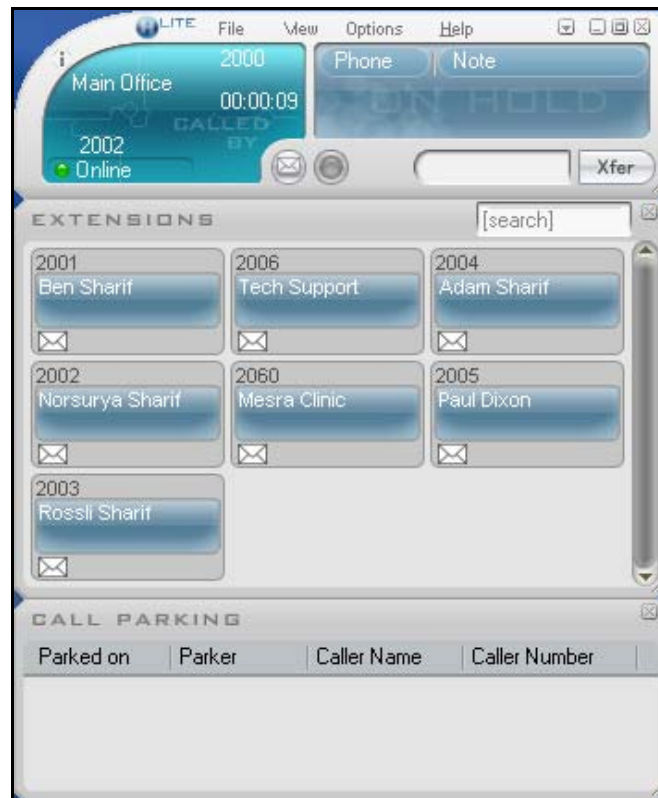 LITE File View Options Help
i 2000 Phone Note
Main Office
00:00:09 ON HOLD
CALLED
BY
2002
Online Xfer
EXTENSIONS [search]
2001 2006 2004
Ben Sharif Tech Support Adam Sharif
2002 2060 2005
Norsurya Sharif Mesra Clinic Paul Dixon
2003
Rossli Sharif
CALL PARKING
Parked on Parker Caller Name Caller Number